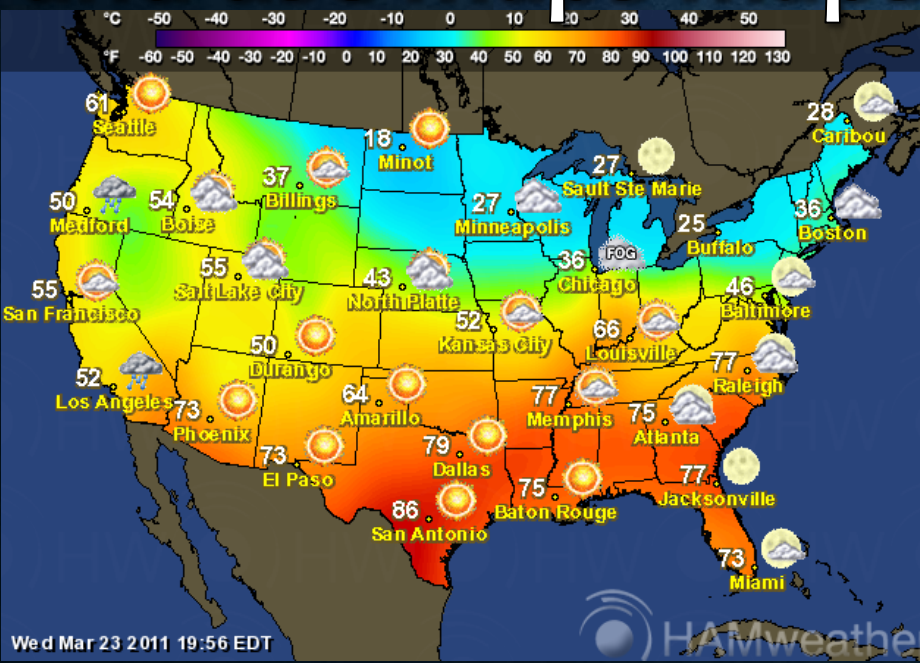 °C -50 -30 -20 -10 0 10 20 30 40 50
°F -60 -50 -40 -30 -20 -10 0 10 20 30 40 50 60 70 80 90 100 110 120 130
61
Seattle
18
Minot
28
Caribou
37
Billings
27
Sault Ste Marie
50
Medford
54
Boise
27
Minneapolis
25
Buffalo
36
Boston
55
Salt Lake City
43
North Platte
FOG
36
Chicago
55
San Francisco
46
Baltimore
52
Kansas City
66
Louisville
50
Durango
52
Los Angeles
77
Raleigh
73
Phoenix
64
Amarillo
77
Memphis
75
Atlanta
73
El Paso
79
Dallas
75
Baton Rouge
77
Jacksonville
86
San Antonio
73
Miami
Wed Mar 23 2011 19:56 EDT
HAMweathe